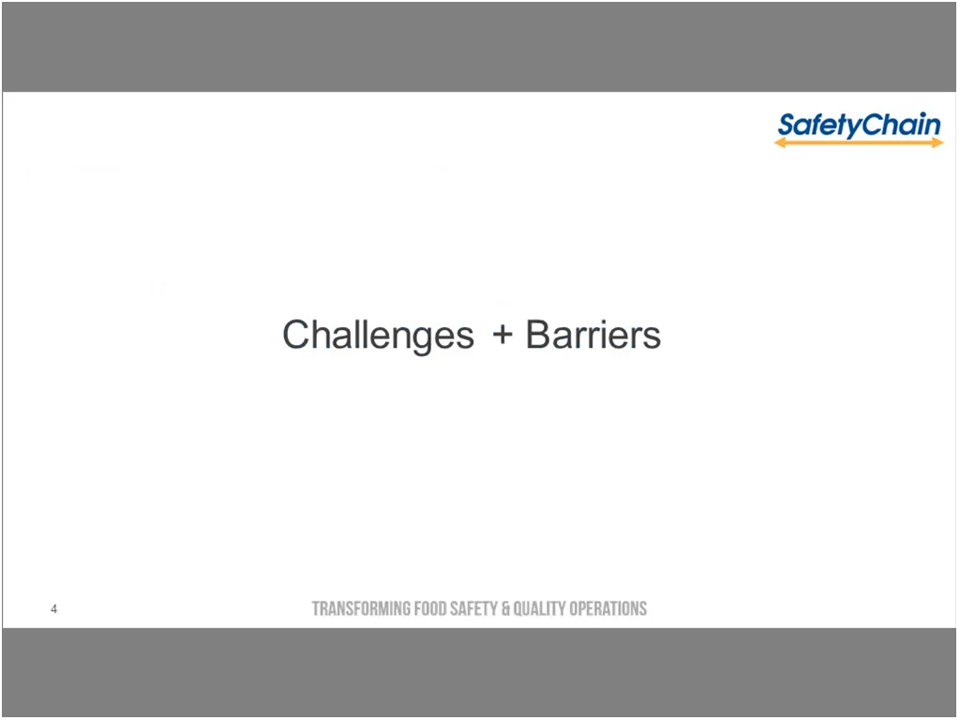 SafetyChain
Challenges + Barriers
4
TRANSFORMING FOOD SAFETY & QUALITY OPERATIONS